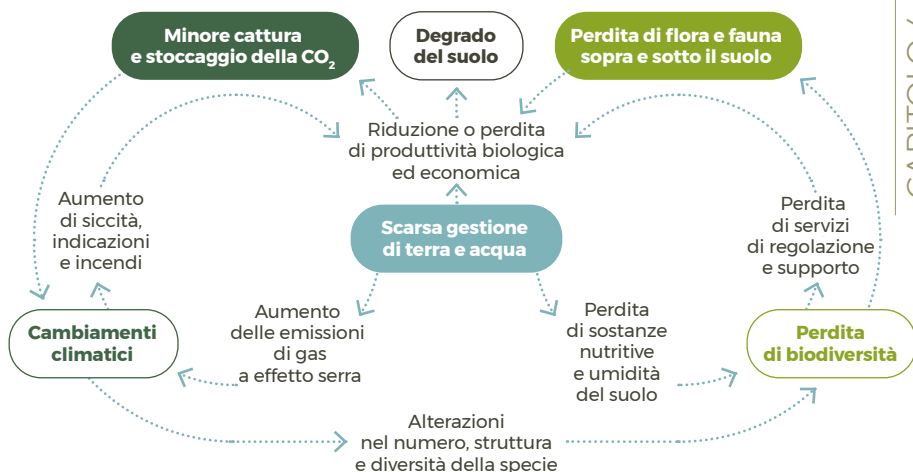 Minore cattura
e stoccaggio della CO₂
Degrado
del suolo
Perdita di flora e fauna
sopra e sotto il suolo
Riduzione o perdita
di produttività biologica
ed economica
Aumento
di siccità,
indicazioni
e incendi
Scarsa gestione
di terra e acqua
Perdita
di servizi
di regolazione
e supporto
Cambiamenti
climatici
Aumento
delle emissioni
di gas
a effetto serra
Perdita
di sostanze
nutritive
e umidità
del suolo
Perdita
di biodiversità
Alterazioni
nel numero, struttura
e diversità della specie